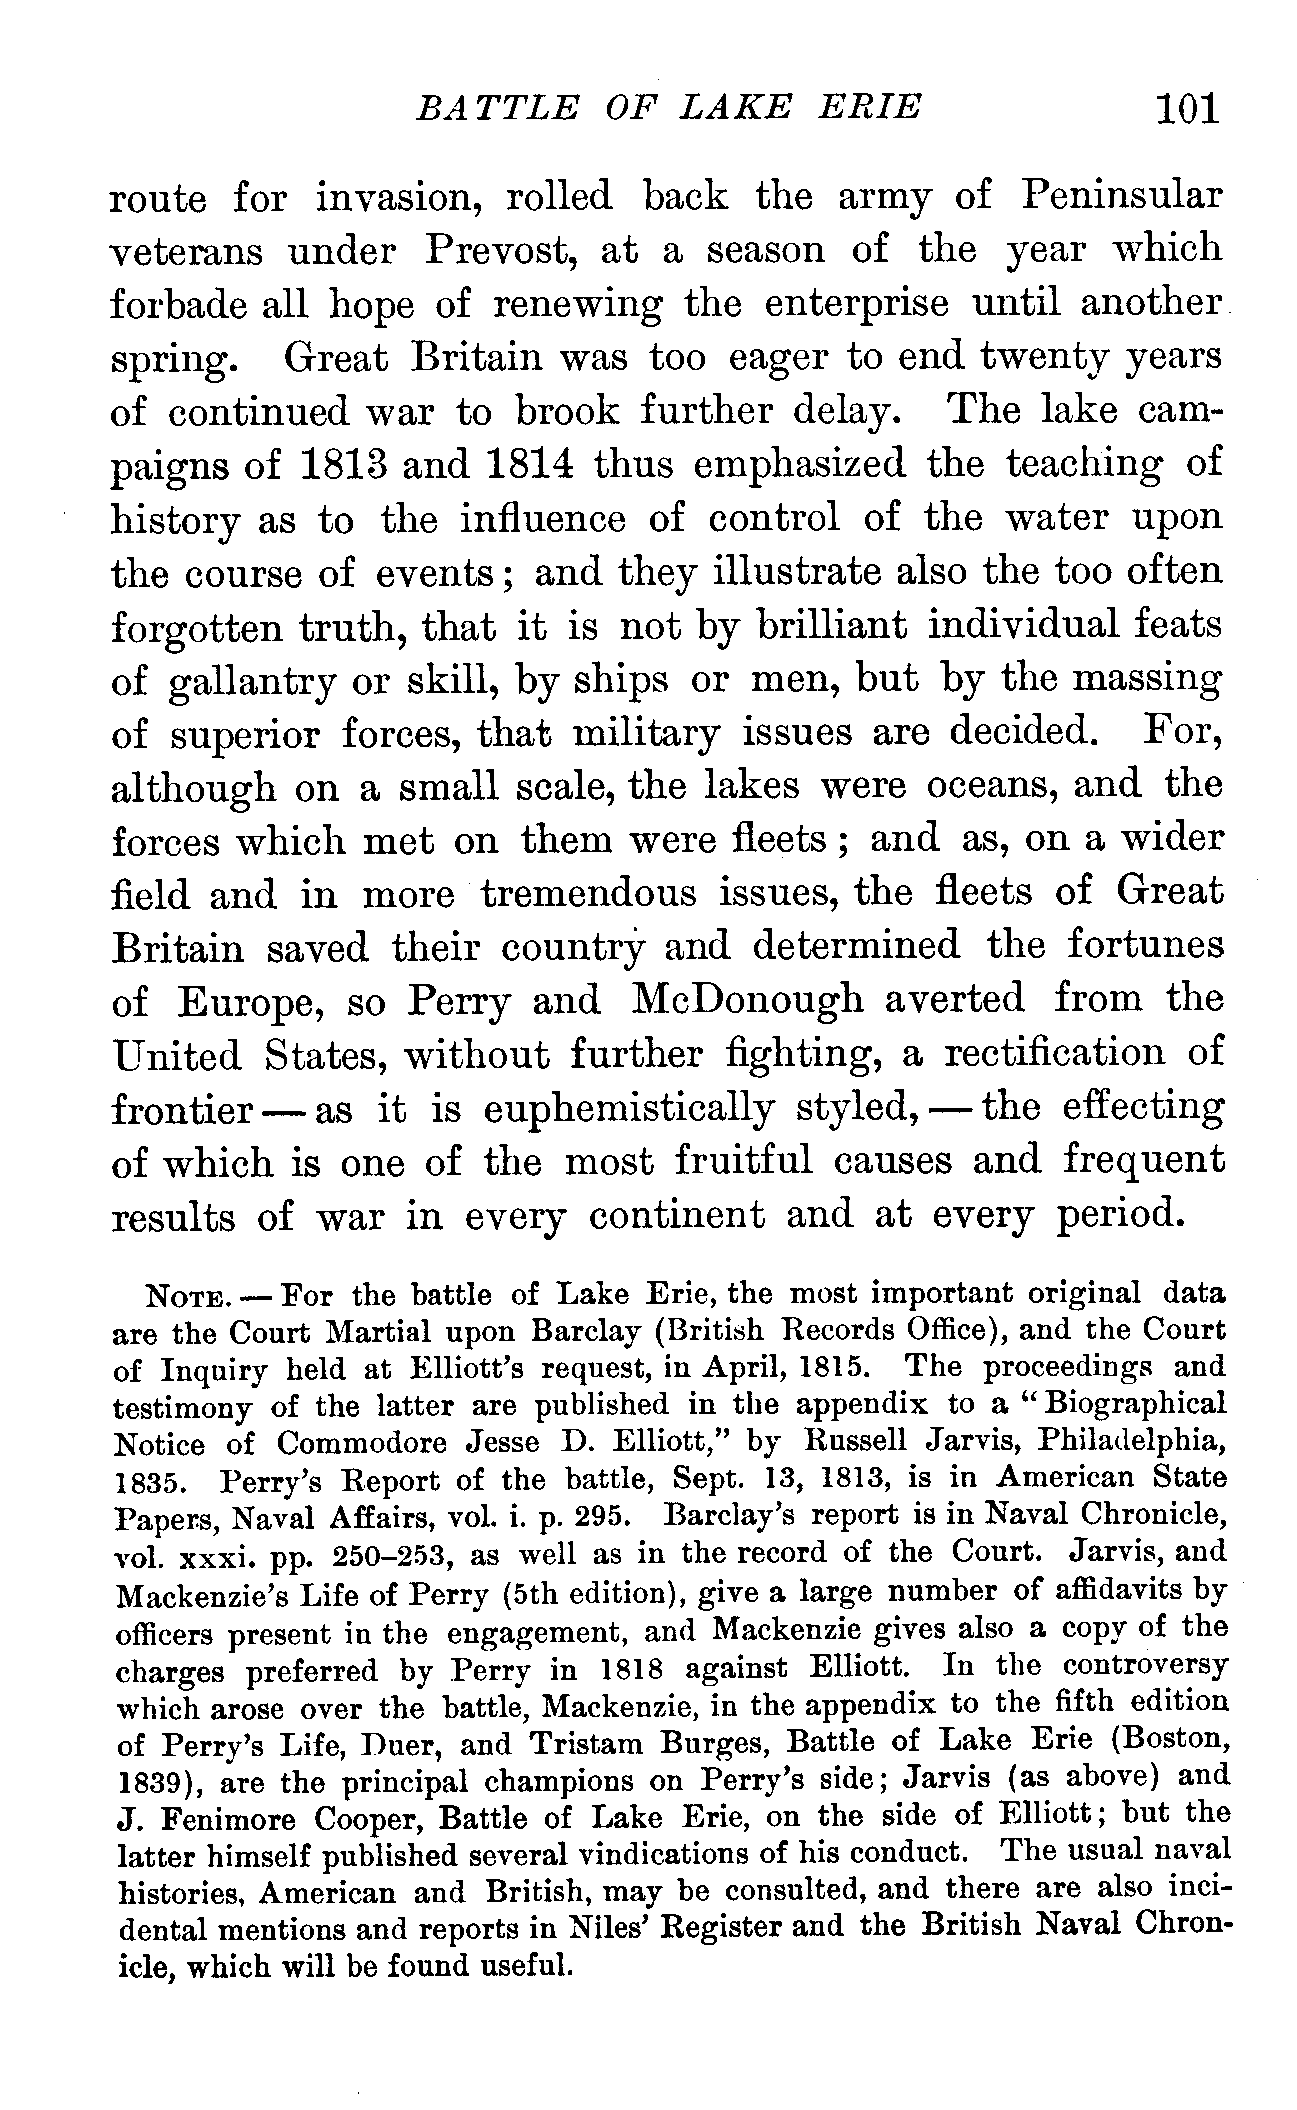 BATTLE OF LAKE ERIE 101
route for invasion, rolled back the army of Peninsular
veterans under Prevost, at a season of the year which
forbade all hope of renewing the enterprise until another
spring. Great Britain was too eager to end twenty years
of continued war to brook further delay. The lake cam-
paigns of 1813 and 1814 thus emphasized the teaching of
history as to the influence of control of the water upon
the course of events; and they illustrate also the too often
forgotten truth, that it is not by brilliant individual feats
of gallantry or skill, by ships or men, but by the massing
of superior forces, that military issues are decided. For,
although on a small scale, the lakes were oceans, and the
forces which met on them were fleets; and as, on a wider
field and in more tremendous issues, the fleets of Great
Britain saved their country and determined the fortunes
of Europe, so Perry and McDonough averted from the
United States, without further fighting, a rectification of
frontier — as it is euphemistically styled, — the effecting
of which is one of the most fruitful causes and frequent
results of war in every continent and at every period.
NOTE. — For the battle of Lake Erie, the most important original data
are the Court Martial upon Barclay (British Records Office), and the Court
of Inquiry held at Elliott's request, in April, 1815. The proceedings and
testimony of the latter are published in the appendix to a "Biographical
Notice of Commodore Jesse D. Elliott," by Russell Jarvis, Philadelphia,
1835. Perry's Report of the battle, Sept. 13, 1813, is in American State
Papers, Naval Affairs, vol. i. p. 295. Barclay's report is in Naval Chronicle,
vol. xxxi. pp. 250–253, as well as in the record of the Court. Jarvis, and
Mackenzie's Life of Perry (5th edition), give a large number of affidavits by
officers present in the engagement, and Mackenzie gives also a copy of the
charges preferred by Perry in 1818 against Elliott. In the controversy
which arose over the battle, Mackenzie, in the appendix to the fifth edition
of Perry's Life, Duer, and Tristam Burges, Battle of Lake Erie (Boston,
1839), are the principal champions on Perry's side; Jarvis (as above) and
J. Fenimore Cooper, Battle of Lake Erie, on the side of Elliott; but the
latter himself published several vindications of his conduct. The usual naval
histories, American and British, may be consulted, and there are also inci-
dental mentions and reports in Niles' Register and the British Naval Chron-
icle, which will be found useful.